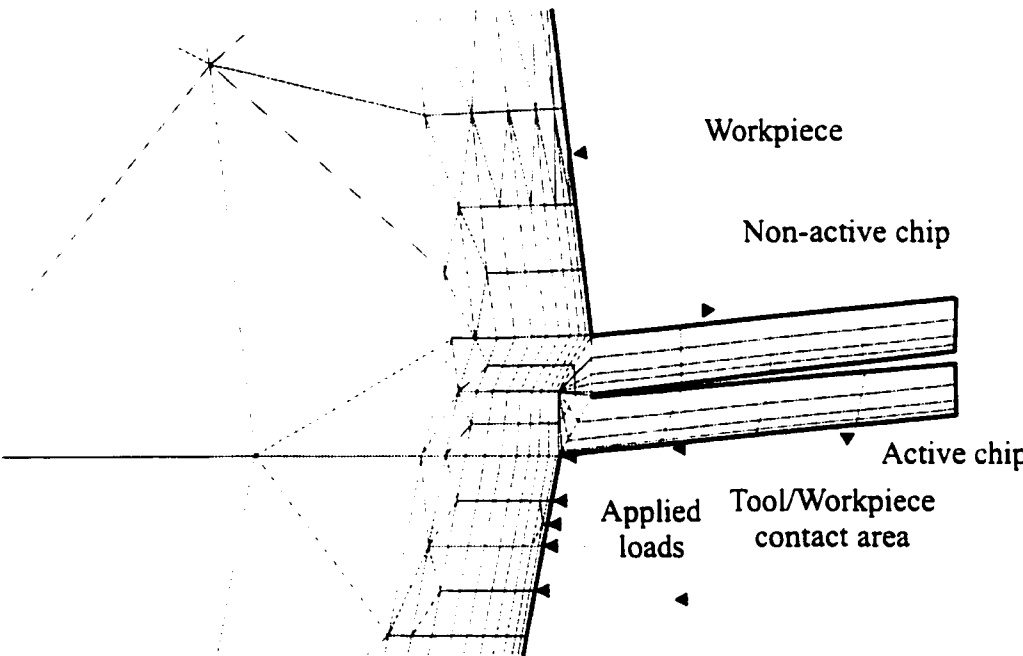 Workpiece
Non-active chip
Active chip
Applied
loads
Tool/Workpiece
contact area